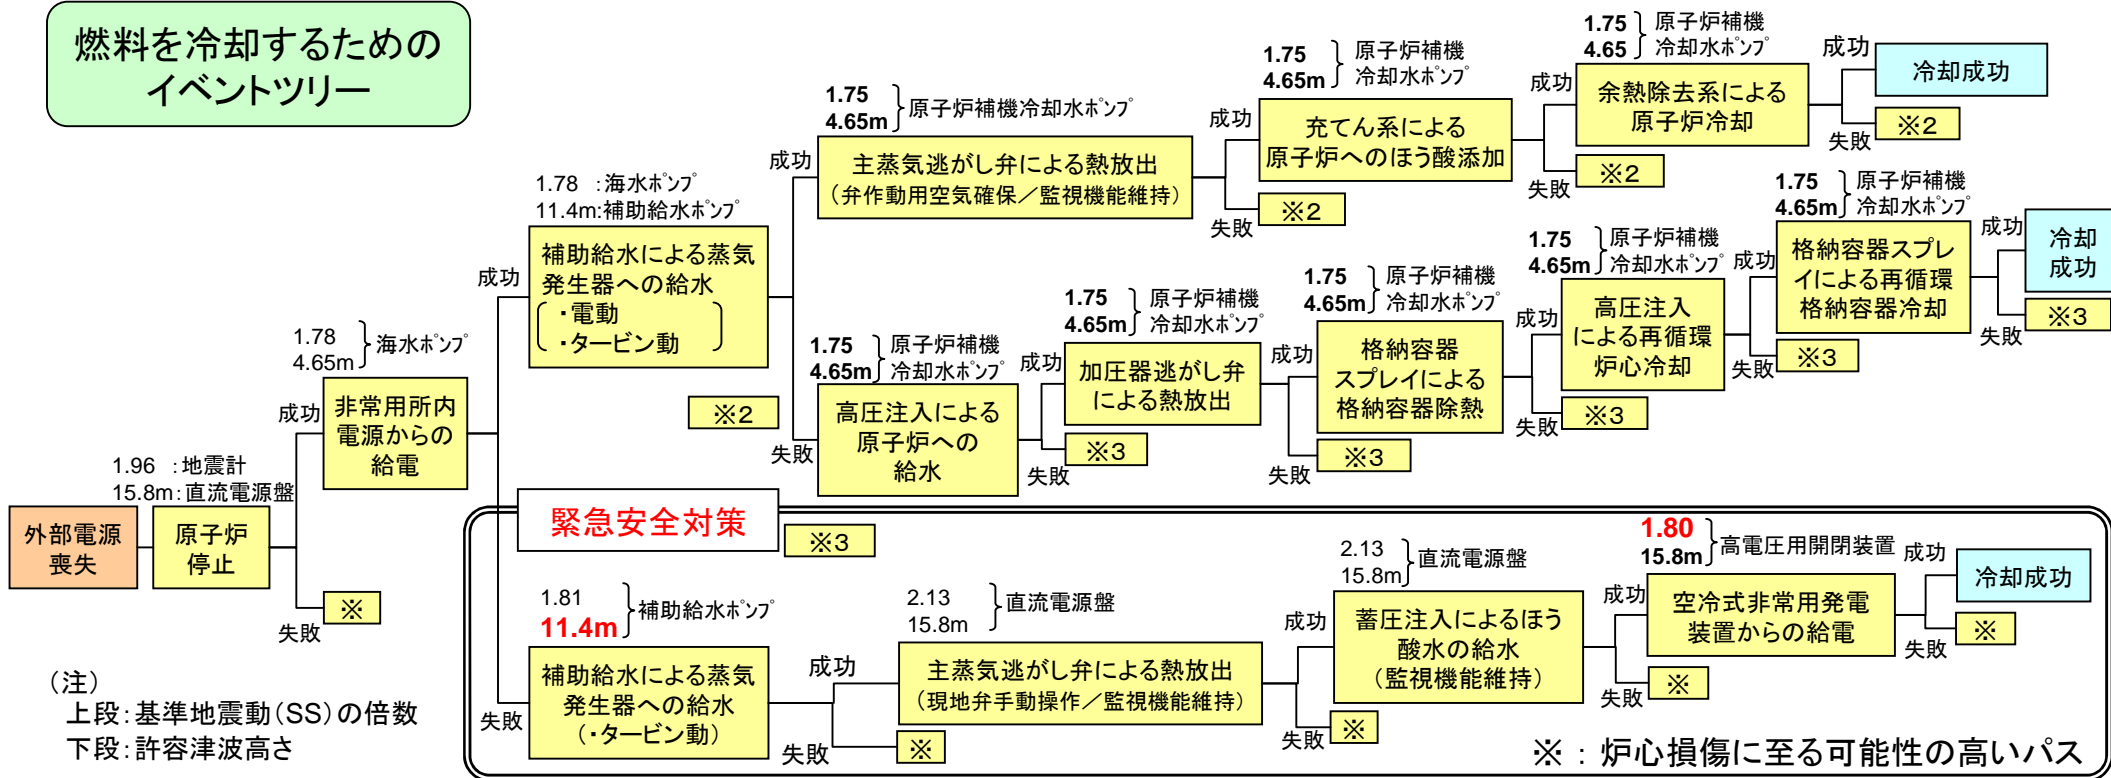 燃料を冷却するための
イベントツリー
外部電源
喪失
1.96 :地震計
15.8m:直流電源盤
原子炉
停止
成功
失敗
※
1.78
4.65m
海水ポンプ
非常用所内
電源からの
給電
成功
失敗
1.78 :海水ポンプ
11.4m:補助給水ポンプ
補助給水による蒸気
発生器への給水
・電動
・タービン動
※2
成功
失敗
1.75
4.65m
原子炉補機冷却水ポンプ
主蒸気逃がし弁による熱放出
(弁作動用空気確保/監視機能維持)
成功
失敗
※2
1.75
4.65m
原子炉補機
冷却水ポンプ
充てん系による
原子炉へのほう酸添加
成功
失敗
※2
1.75
4.65
原子炉補機
冷却水ポンプ
余熱除去系による
原子炉冷却
成功
失敗
冷却成功
※2
1.75
4.65m
原子炉補機
冷却水ポンプ
高圧注入による
原子炉への
給水
成功
失敗
※3
1.75
4.65m
原子炉補機
冷却水ポンプ
加圧器逃がし弁
による熱放出
成功
失敗
※3
1.75
4.65m
原子炉補機
冷却水ポンプ
格納容器
スプレイによる
格納容器除熱
成功
失敗
※3
1.75
4.65m
原子炉補機
冷却水ポンプ
高圧注入
による再循環
炉心冷却
成功
失敗
※3
1.75
4.65m
原子炉補機
冷却水ポンプ
格納容器スプレ
イによる再循環
格納容器冷却
成功
失敗
冷却
成功
※3
緊急安全対策
※3
1.81
11.4m
補助給水ポンプ
補助給水による蒸気
発生器への給水
(・タービン動)
成功
失敗
※
2.13
15.8m
直流電源盤
主蒸気逃がし弁による熱放出
(現地弁手動操作/監視機能維持)
成功
失敗
※
2.13
15.8m
直流電源盤
蓄圧注入によるほう
酸水の給水
(監視機能維持)
成功
失敗
※
1.80
15.8m
高電圧用開閉装置
空冷式非常用発電
装置からの給電
成功
失敗
冷却成功
※
(注)
上段:基準地震動(SS)の倍数
下段:許容津波高さ
※ : 炉心損傷に至る可能性の高いパス